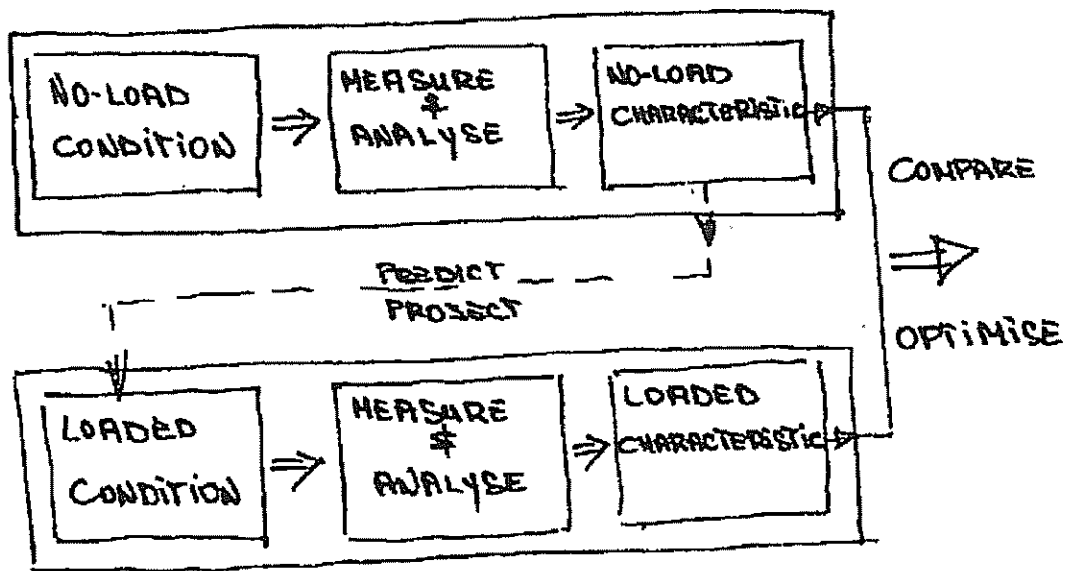 NO-LOAD
CONDITION
MEASURE
&
ANALYSE
NO-LOAD
CHARACTERISTIC
COMPARE
PREDICT
PROJECT
OPTIMISE
LOADED
CONDITION
MEASURE
&
ANALYSE
LOADED
CHARACTERISTIC